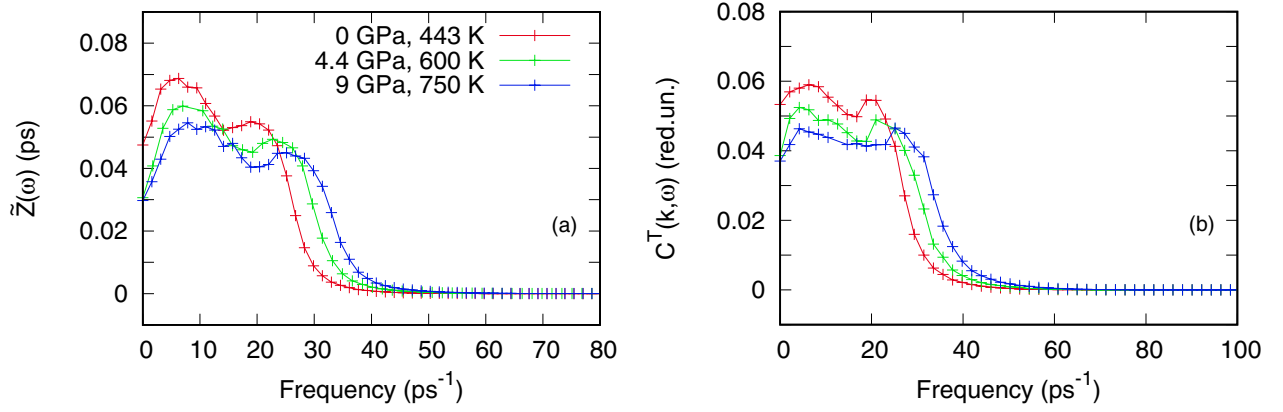 0.08
0.06
0.04
0.02
0
Z̃(ω) (ps)
0 GPa, 443 K
4.4 GPa, 600 K
9 GPa, 750 K
(a)
0 10 20 30 40 50 60 70 80
Frequency (ps⁻¹)
0.08
0.06
0.04
0.02
0
Cᵀ(k,ω) (red.un.)
(b)
0 20 40 60 80 100
Frequency (ps⁻¹)